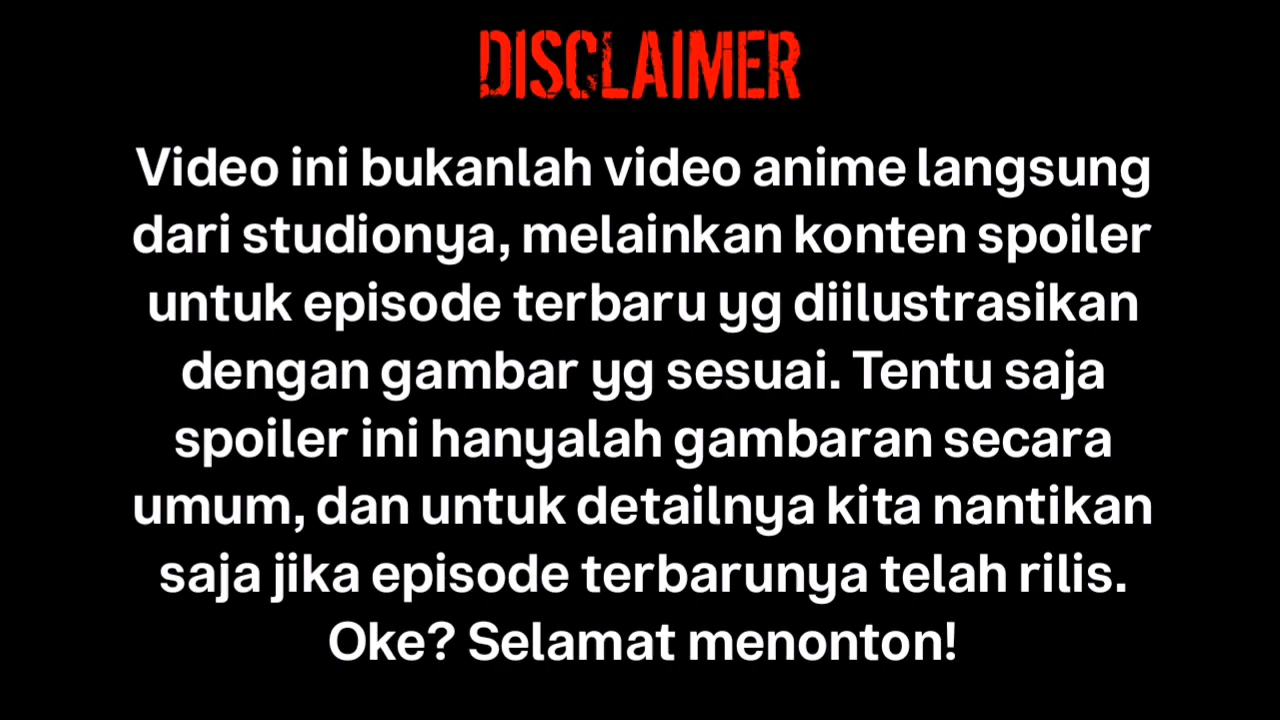 DISCLAIMER
Video ini bukanlah video anime langsung
dari studionya, melainkan konten spoiler
untuk episode terbaru yg diilustrasikan
dengan gambar yg sesuai. Tentu saja
spoiler ini hanyalah gambaran secara
umum, dan untuk detailnya kita nantikan
saja jika episode terbarunya telah rilis.
Oke? Selamat menonton!